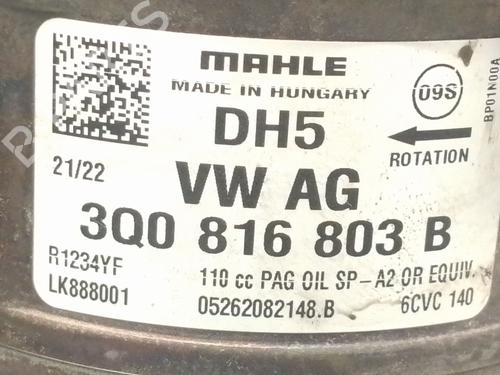 MAHLE
MADE IN HUNGARY
09S
BP01N00A
DH5
ROTATION
21/22
VW AG
3Q0 816 803 B
R1234YF
110 cc PAG OIL SP-A2 OR EQUIV.
LK888001
05262082148.B
6CVC 140